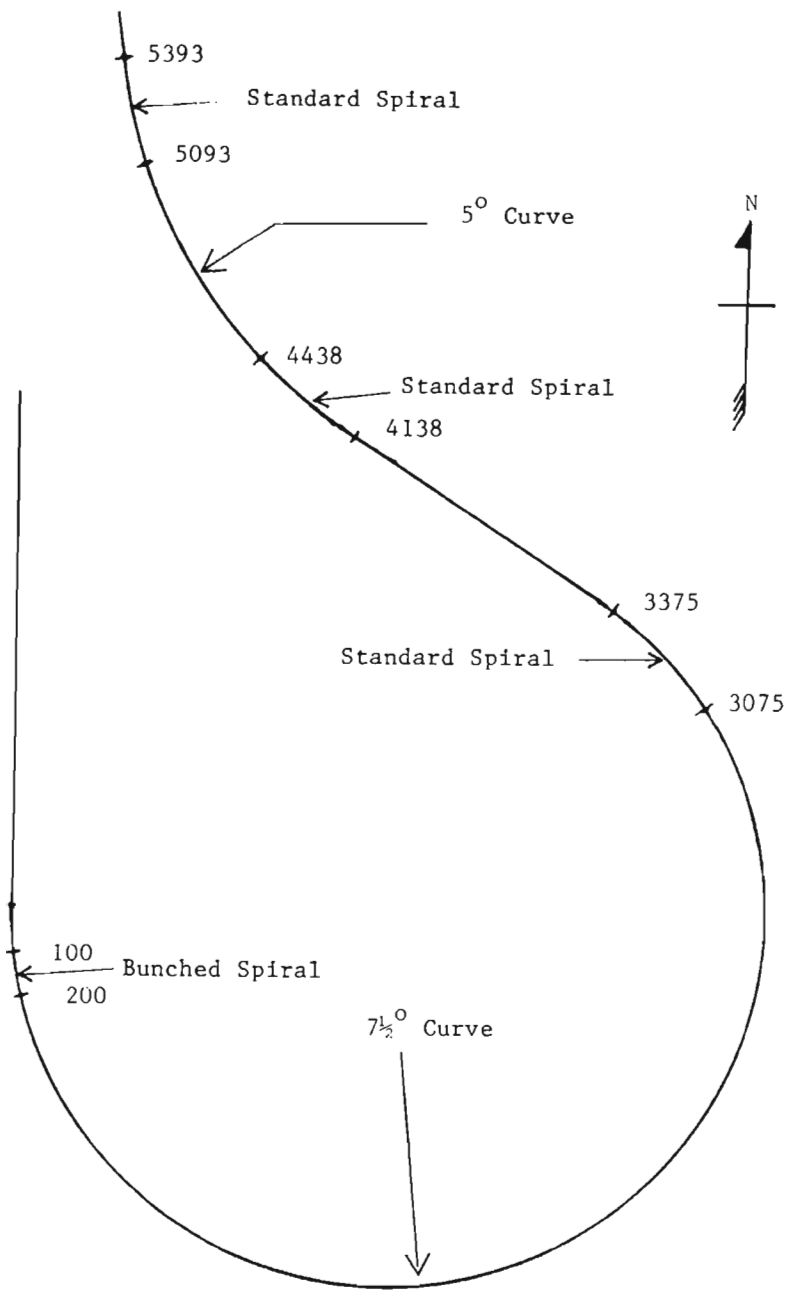 5393
Standard Spiral
5093
N
5° Curve
4438
Standard Spiral
4138
3375
Standard Spiral
3075
100
Bunched Spiral
200
7½° Curve